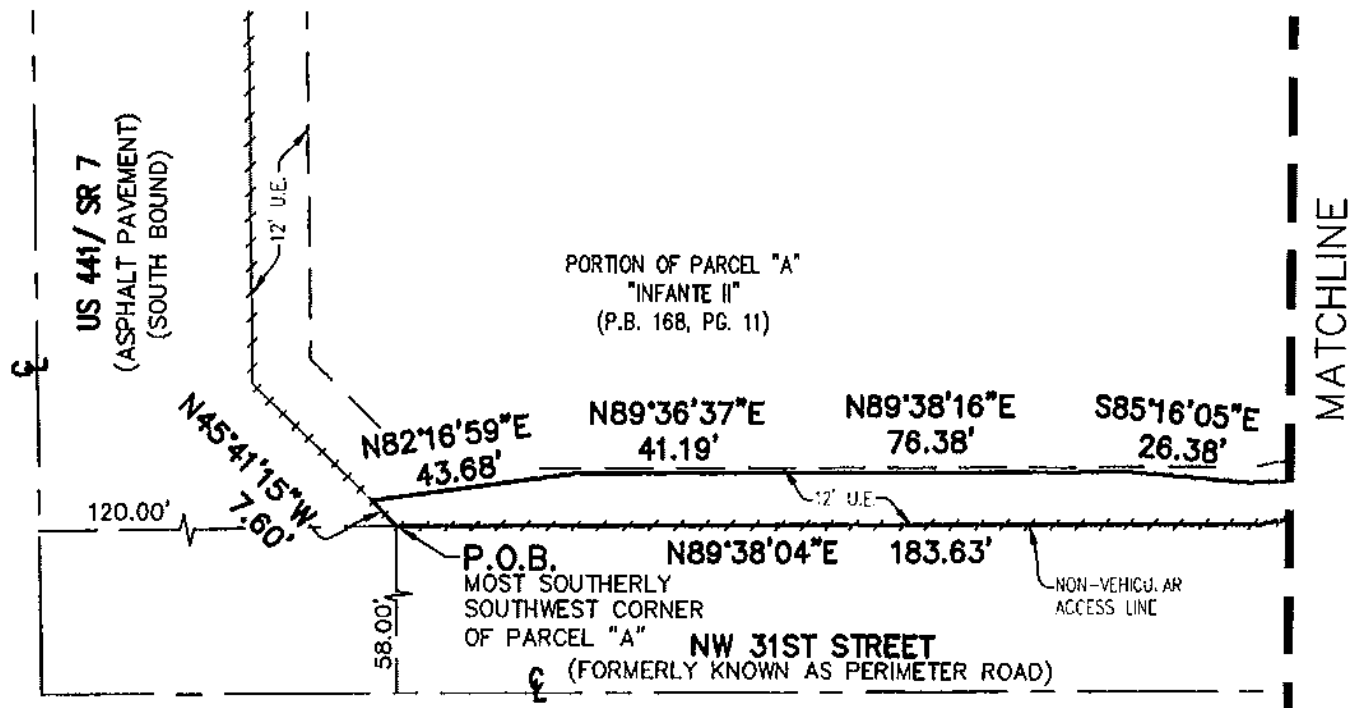 US 441/ SR 7
(ASPHALT PAVEMENT)
(SOUTH BOUND)
12' U.E.
PORTION OF PARCEL "A"
"INFANTE II"
(P.B. 168, PG. 11)
MATCHLINE
℄
N45°41'15"W
7.60'
N82°16'59"E
43.68'
N89°36'37"E
41.19'
N89°38'16"E
76.38'
S85°16'05"E
26.38'
12' U.E.
120.00'
P.O.B.
MOST SOUTHERLY
SOUTHWEST CORNER
OF PARCEL "A"
N89°38'04"E 183.63'
NON-VEHICU.AR
ACCESS LINE
58.00'
NW 31ST STREET
(FORMERLY KNOWN AS PERIMETER ROAD)
℄